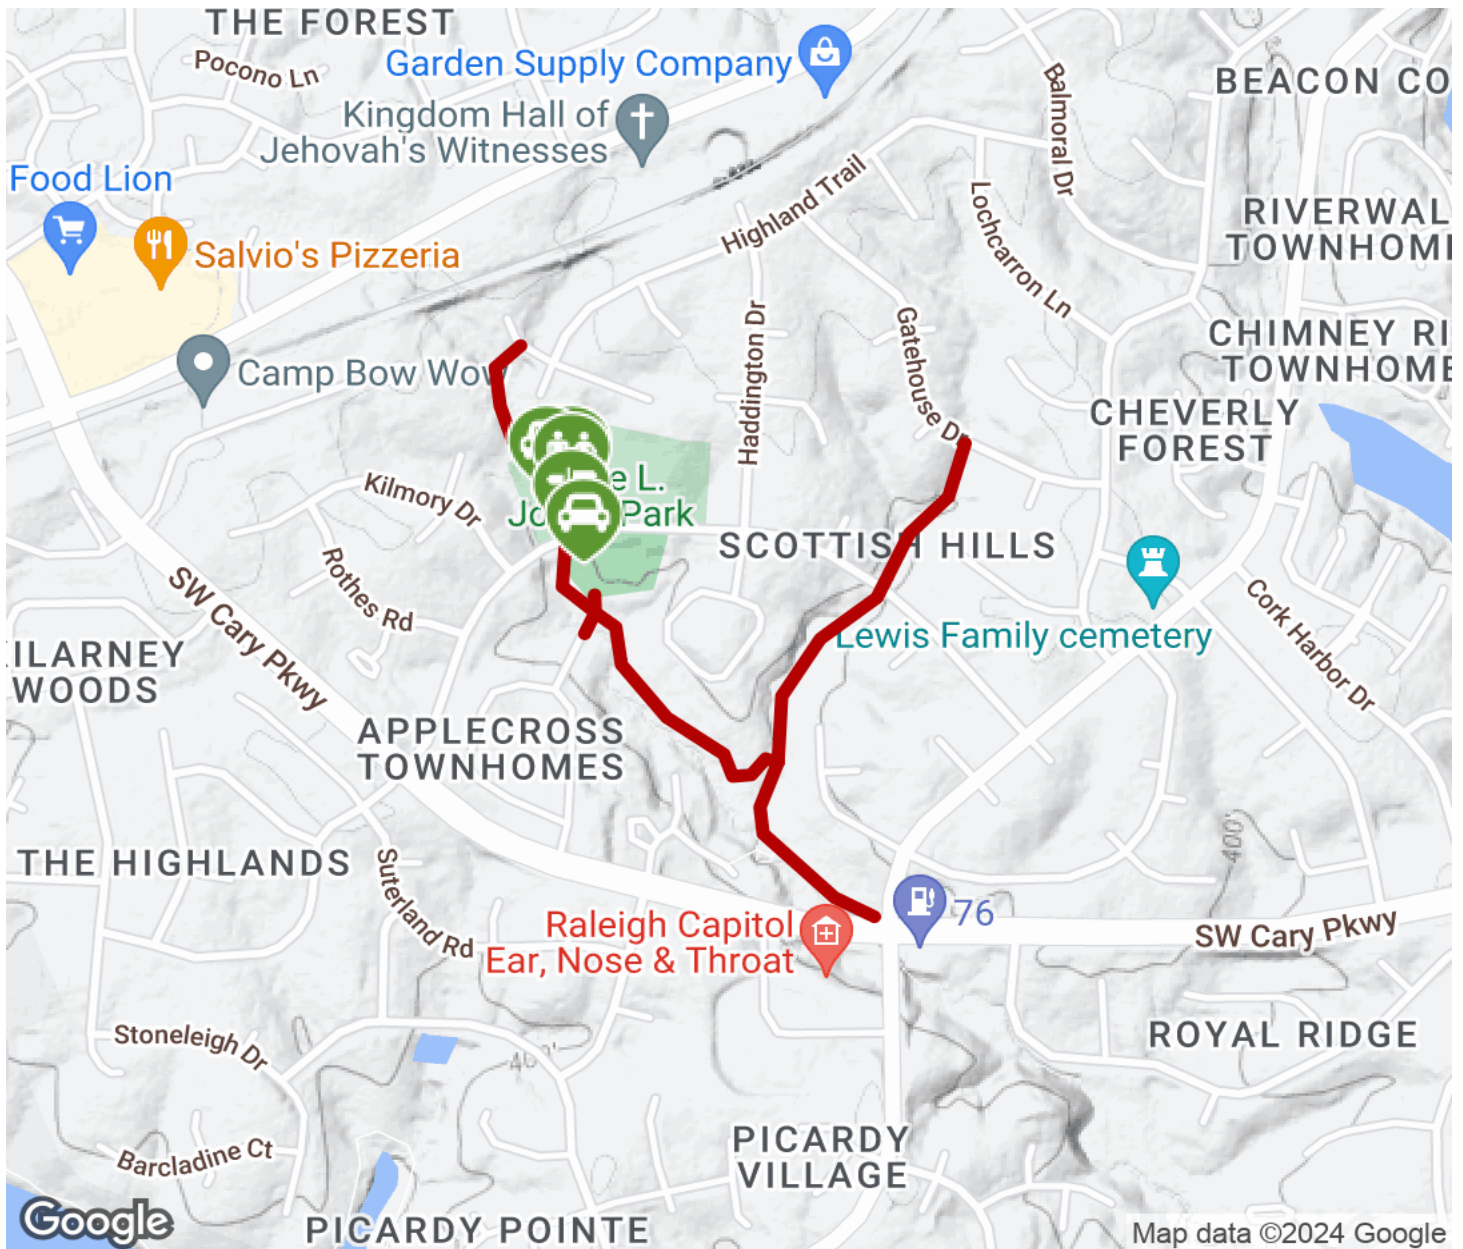 THE FOREST
Pocono Ln
Garden Supply Company
Balmoral Dr
BEACON CO
Kingdom Hall of
Jehovah's Witnesses
Food Lion
Highland Trail
Lochcarron Ln
RIVERWAL
TOWNHOM
Salvio's Pizzeria
Haddington Dr
Gatehouse Dr
CHIMNEY RI
TOWNHOME
Camp Bow Wow
CHEVERLY
FOREST
Kilmory Dr
e L.
Jo Park
SCOTTISH HILLS
Rothes Rd
SW Cary Pkwy
Cork Harbor Dr
Lewis Family cemetery
ILARNEY
WOODS
APPLECROSS
TOWNHOMES
400'
THE HIGHLANDS
Suterland Rd
Raleigh Capitol
Ear, Nose & Throat
76
SW Cary Pkwy
Stoneleigh Dr
400'
ROYAL RIDGE
Barcladine Ct
PICARDY
VILLAGE
Google
PICARDY POINTE
Map data ©2024 Google